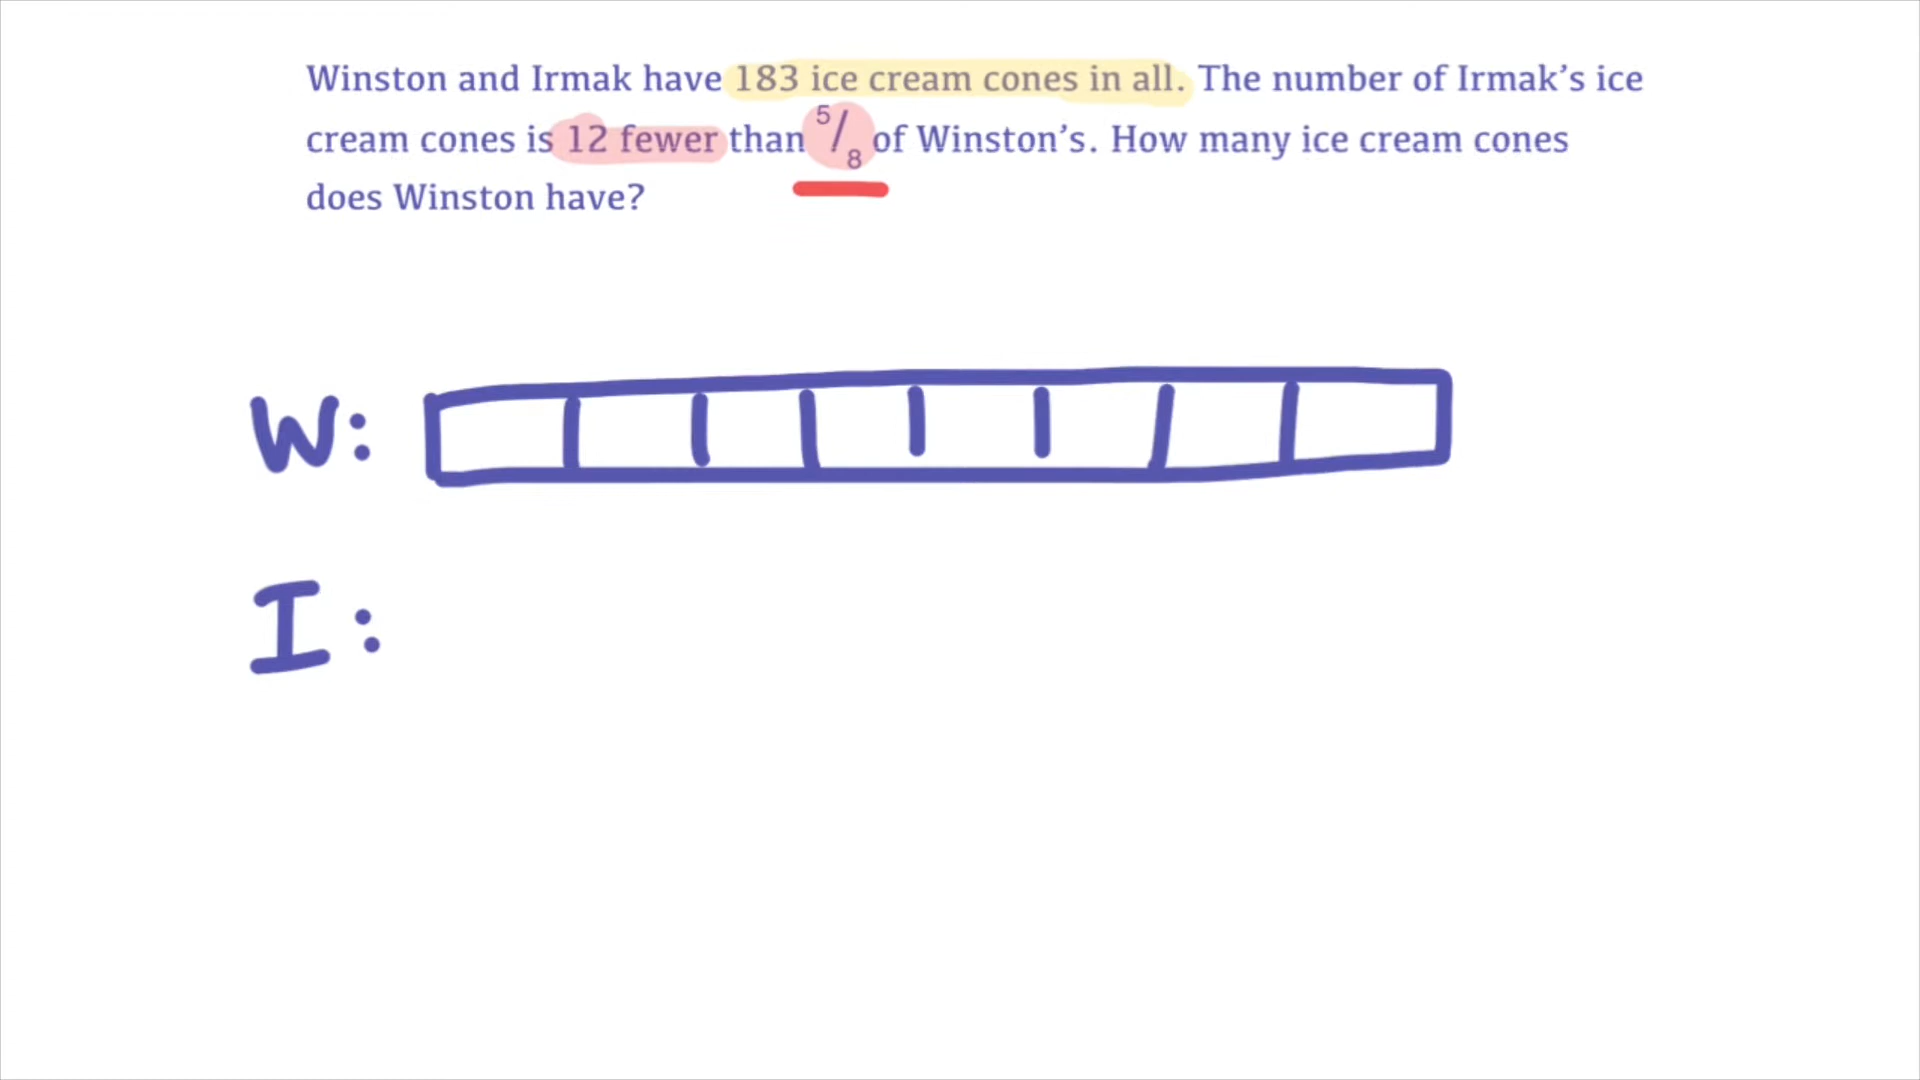 Winston and Irmak have 183 ice cream cones in all. The number of Irmak’s ice
cream cones is 12 fewer than 5/8 of Winston’s. How many ice cream cones
does Winston have?
W:
I: